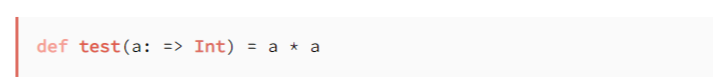 def test(a: => Int) = a * a